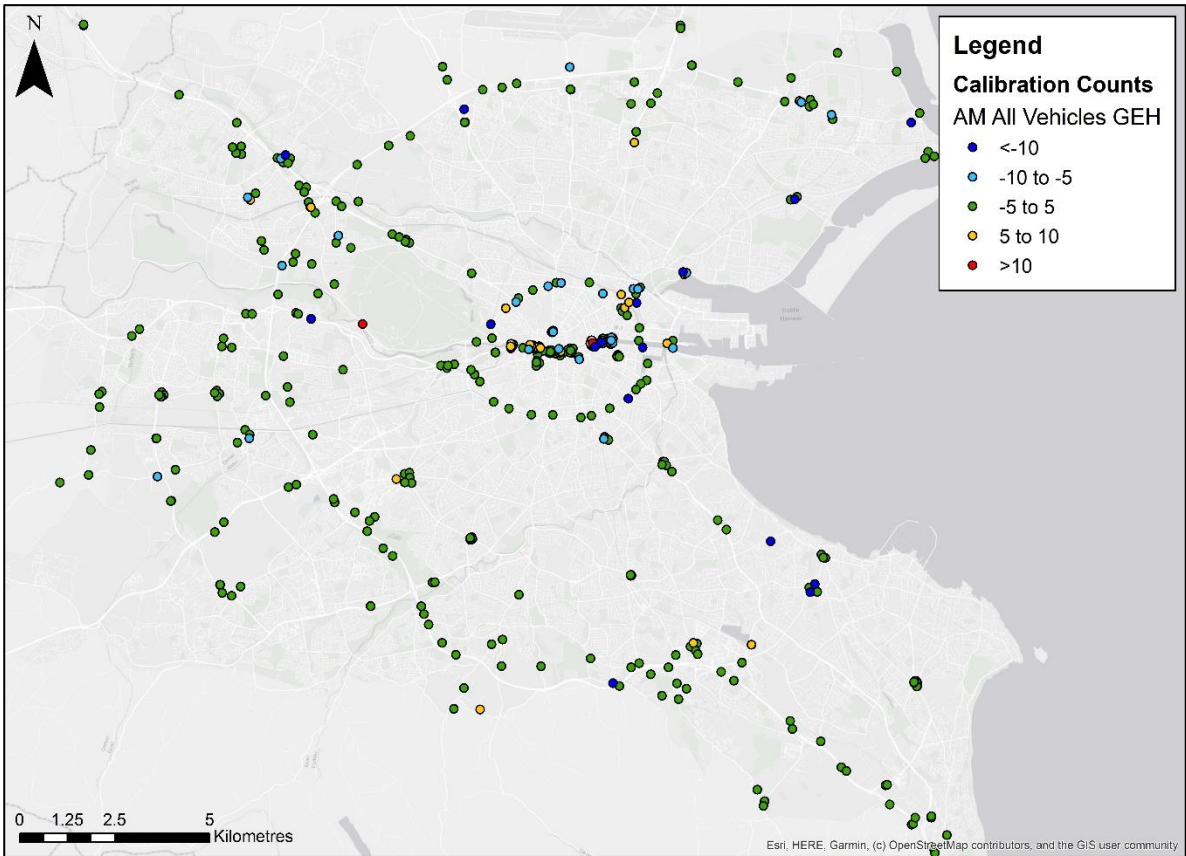 N
Legend
Calibration Counts
AM All Vehicles GEH
<-10
-10 to -5
-5 to 5
5 to 10
>10
0 1.25 2.5 5
Kilometres
Esri, HERE, Garmin, (c) OpenStreetMap contributors, and the GIS user community